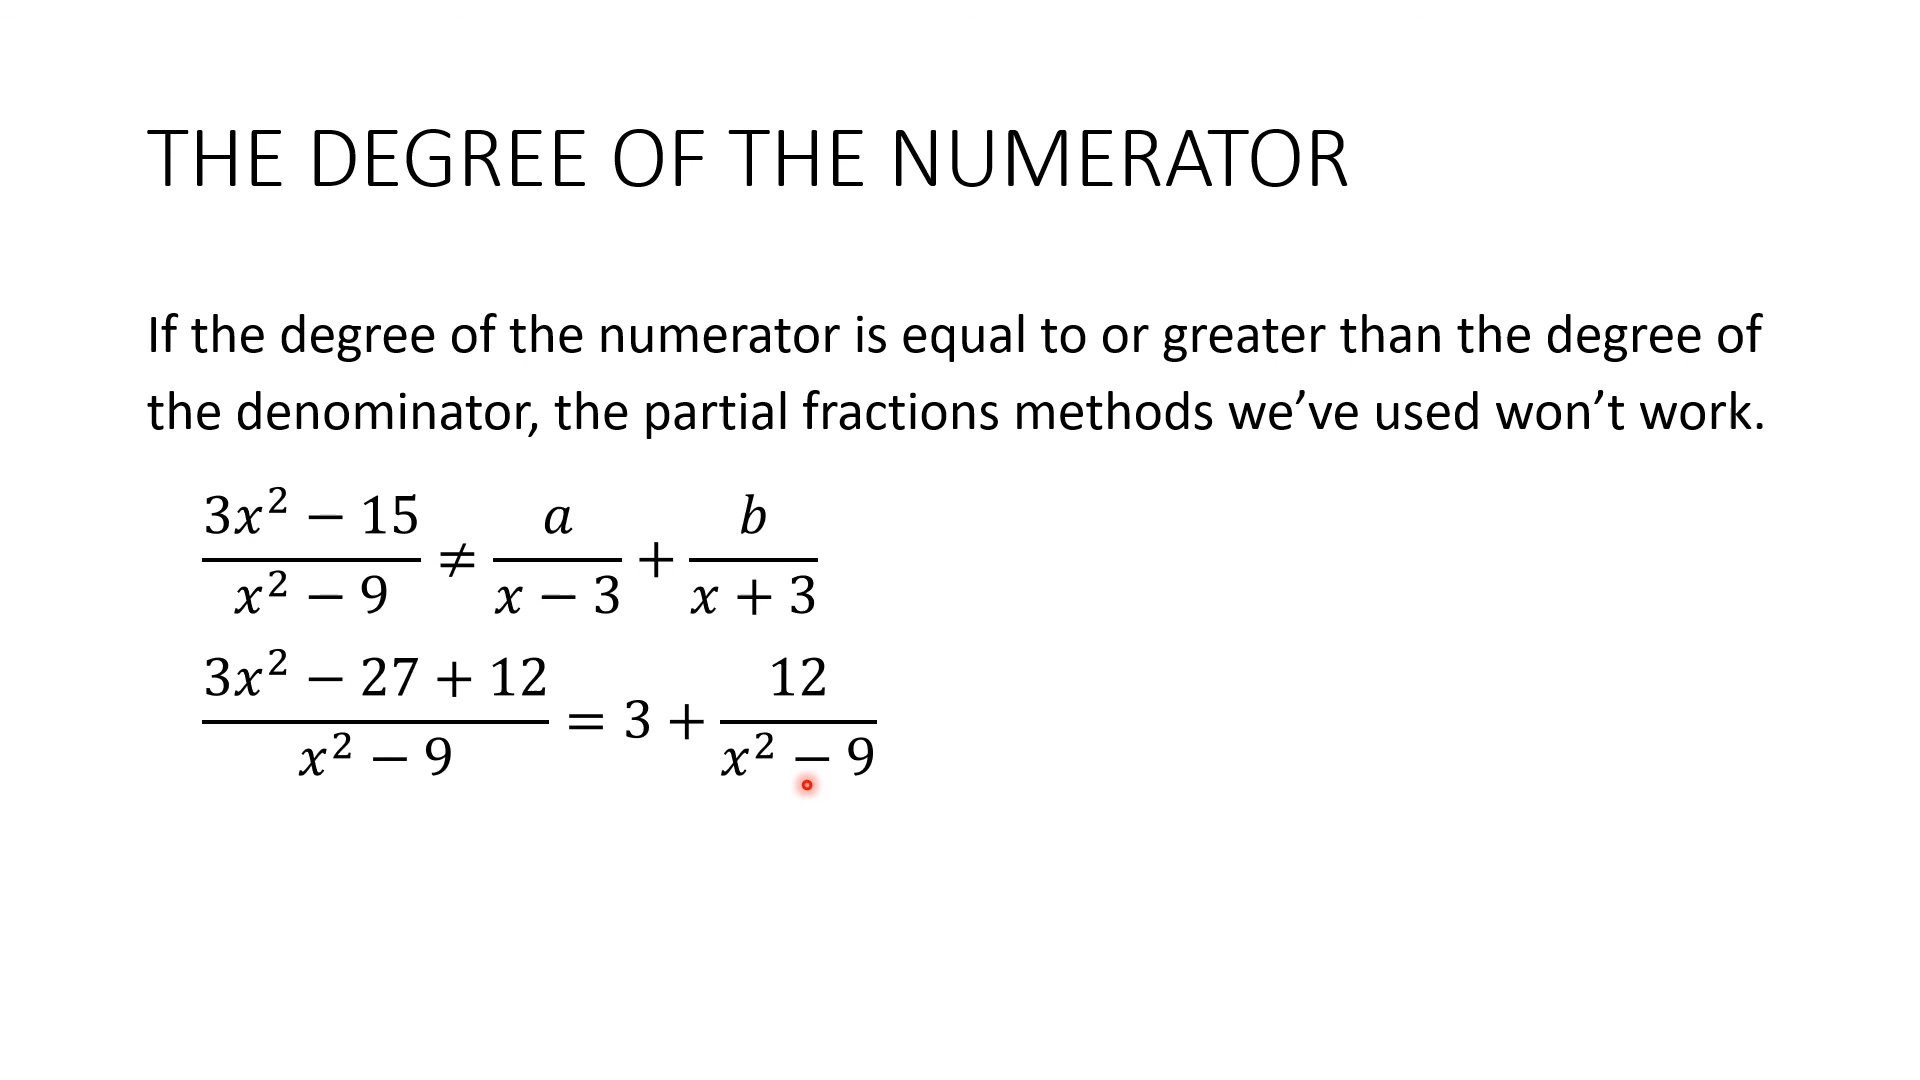 THE DEGREE OF THE NUMERATOR
If the degree of the numerator is equal to or greater than the degree of
the denominator, the partial fractions methods we’ve used won’t work.
(3x² − 15)/(x² − 9) ≠ a/(x − 3) + b/(x + 3)
(3x² − 27 + 12)/(x² − 9) = 3 + 12/(x² − 9)